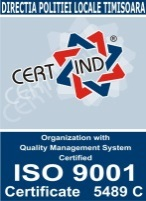 DIRECTIA POLITIEI LOCALE TIMISOARA
CERT IND
Organization with
Quality Management System
Certified
ISO 9001
Certificate 5489 C